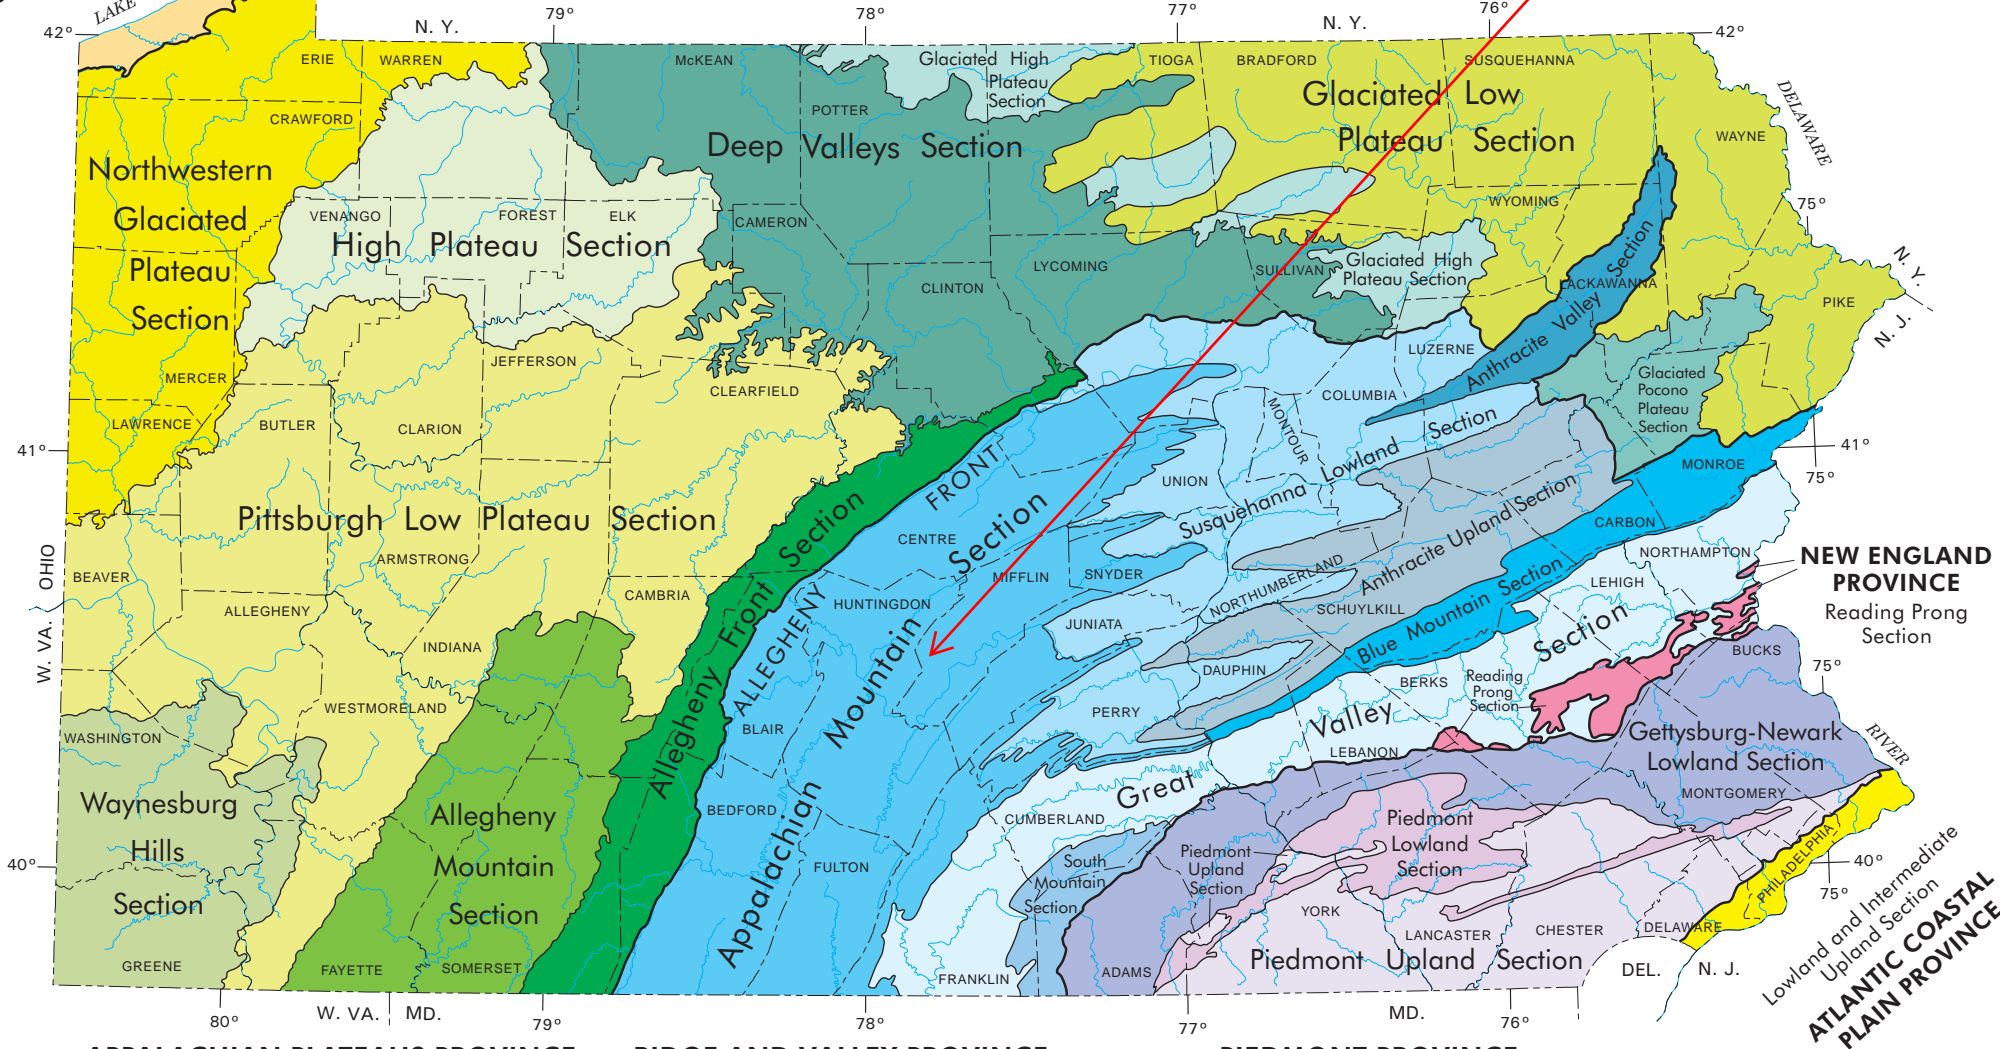 LAKE
79°
78°
77°
76°
42°
N. Y.
N. Y.
42°
ERIE
WARREN
McKEAN
Glaciated High
Plateau
Section
TIOGA
BRADFORD
SUSQUEHANNA
CRAWFORD
POTTER
Glaciated Low
Plateau Section
DELAWARE
WAYNE
Deep Valleys Section
Northwestern
Glaciated
Plateau
Section
VENANGO
FOREST
ELK
High Plateau Section
CAMERON
WYOMING
75°
LYCOMING
SULLIVAN
Glaciated High
Plateau Section
CLINTON
LACKAWANNA
Anthracite Valley Section
N. Y.
PIKE
N. J.
MERCER
JEFFERSON
CLEARFIELD
LUZERNE
COLUMBIA
MONTOUR
Glaciated
Pocono
Plateau
Section
LAWRENCE
BUTLER
CLARION
41°
41°
75°
MONROE
UNION
Susquehanna Lowland Section
Pittsburgh Low Plateau Section
ARMSTRONG
CENTRE
CARBON
Anthracite Upland Section
NORTHAMPTON
NEW ENGLAND
PROVINCE
Reading Prong
Section
OHIO
W. VA.
BEAVER
ALLEGHENY
CAMBRIA
ALLEGHENY FRONT
HUNTINGDON
MIFFLIN
SNYDER
NORTHUMBERLAND
SCHUYLKILL
LEHIGH
INDIANA
JUNIATA
Blue Mountain Section
DAUPHIN
BERKS
Reading
Prong
Section
BUCKS
75°
WESTMORELAND
Allegheny Front Section
BLAIR
PERRY
Great Valley Section
LEBANON
Gettysburg-Newark
Lowland Section
RIVER
WASHINGTON
Waynesburg
Hills
Section
Allegheny
Mountain
Section
BEDFORD
Appalachian Mountain Section
CUMBERLAND
MONTGOMERY
Piedmont
Lowland
Section
PHILADELPHIA
40°
FULTON
South
Mountain
Section
Piedmont
Upland
Section
40°
75°
YORK
LANCASTER
CHESTER
DELAWARE
GREENE
FAYETTE
SOMERSET
FRANKLIN
ADAMS
Piedmont Upland Section
DEL.
N. J.
Lowland and Intermediate
Upland Section
ATLANTIC COASTAL
PLAIN PROVINCE
80°
W. VA.
MD.
79°
78°
77°
MD.
76°
APPALACHIAN PLATEAUS PROVINCE
RIDGE AND VALLEY PROVINCE
PIEDMONT PROVINCE